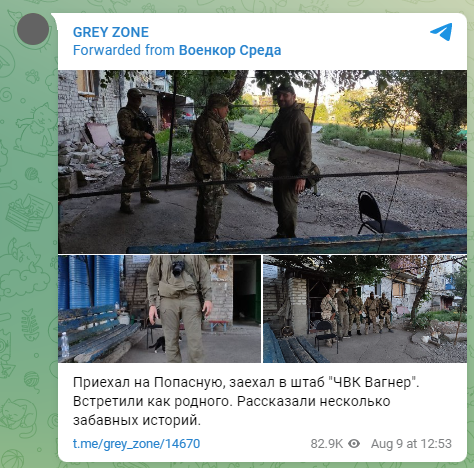 GREY ZONE
Forwarded from Военкор Среда
Приехал на Попасную, заехал в штаб "ЧВК Вагнер".
Встретили как родного. Рассказали несколько
забавных историй.
t.me/grey_zone/14670 82.9K Aug 9 at 12:53